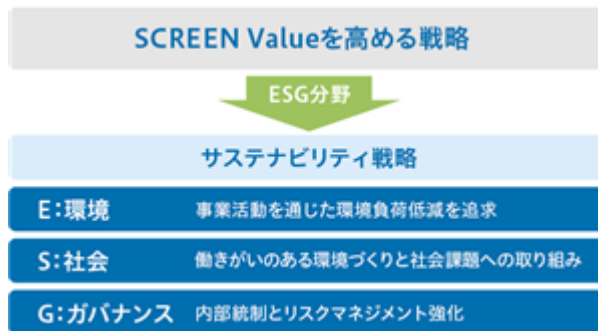 SCREEN Valueを高める戦略
ESG分野
サステナビリティ戦略
E:環境 事業活動を通じた環境負荷低減を追求
S:社会 働きがいのある環境づくりと社会課題への取り組み
G:ガバナンス 内部統制とリスクマネジメント強化